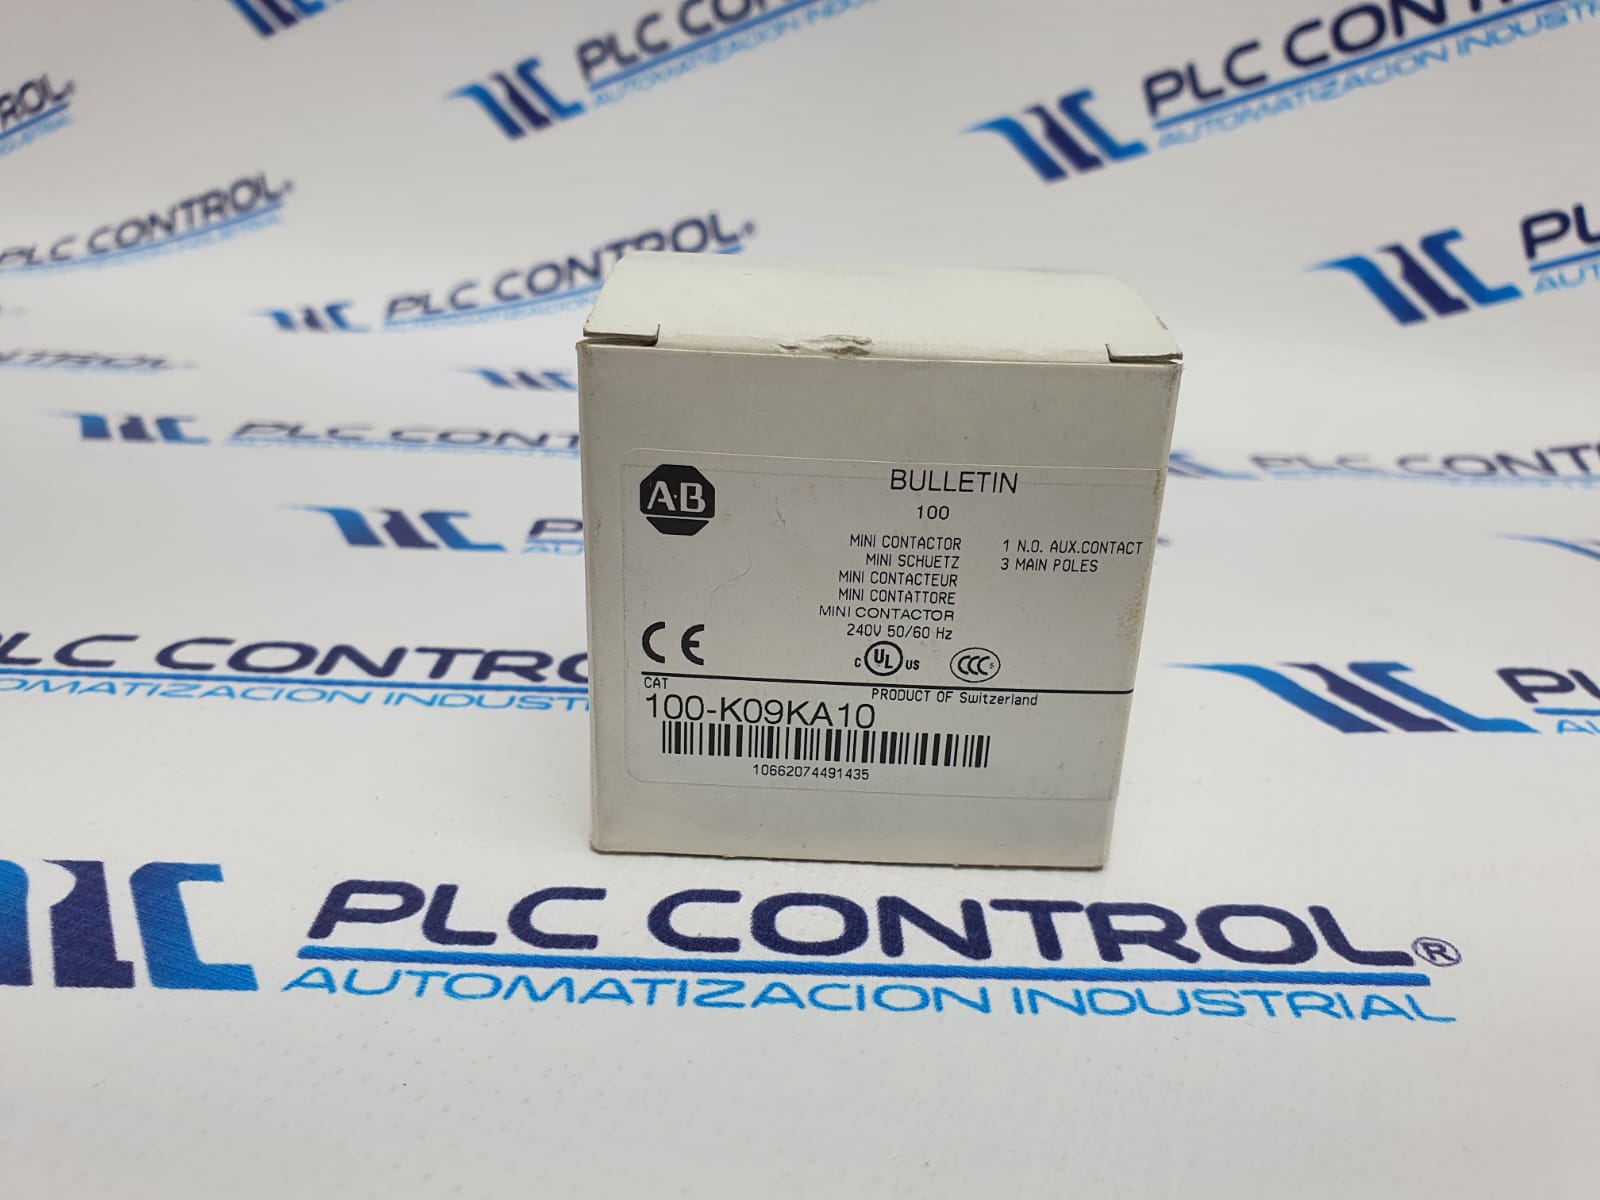 PLC CONTROL
AUTOMATIZACION INDUSTRIAL
PLC CONTROL
AUTOMATIZACION INDUSTRIAL
PLC CONTROL
PLC CONTROL
PLC CONTROL
PLC CONTROL
A·B
BULLETIN
100
MINI CONTACTOR 1 N.O. AUX.CONTACT
MINI SCHUETZ 3 MAIN POLES
MINI CONTACTEUR
MINI CONTATTORE
MINI CONTACTOR
240V 50/60 Hz
CE
C UL US CCC S
PRODUCT OF Switzerland
CAT
100-K09KA10
10662074491435
PLC CONTROL®
AUTOMATIZACION INDUSTRIAL